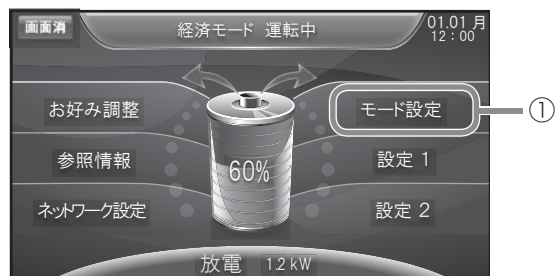 画面消
経済モード 運転中
01.01 月
12：00
お好み調整
モード設定
①
参照情報
60%
設定 1
ネットワーク設定
設定 2
放電 1.2 kW